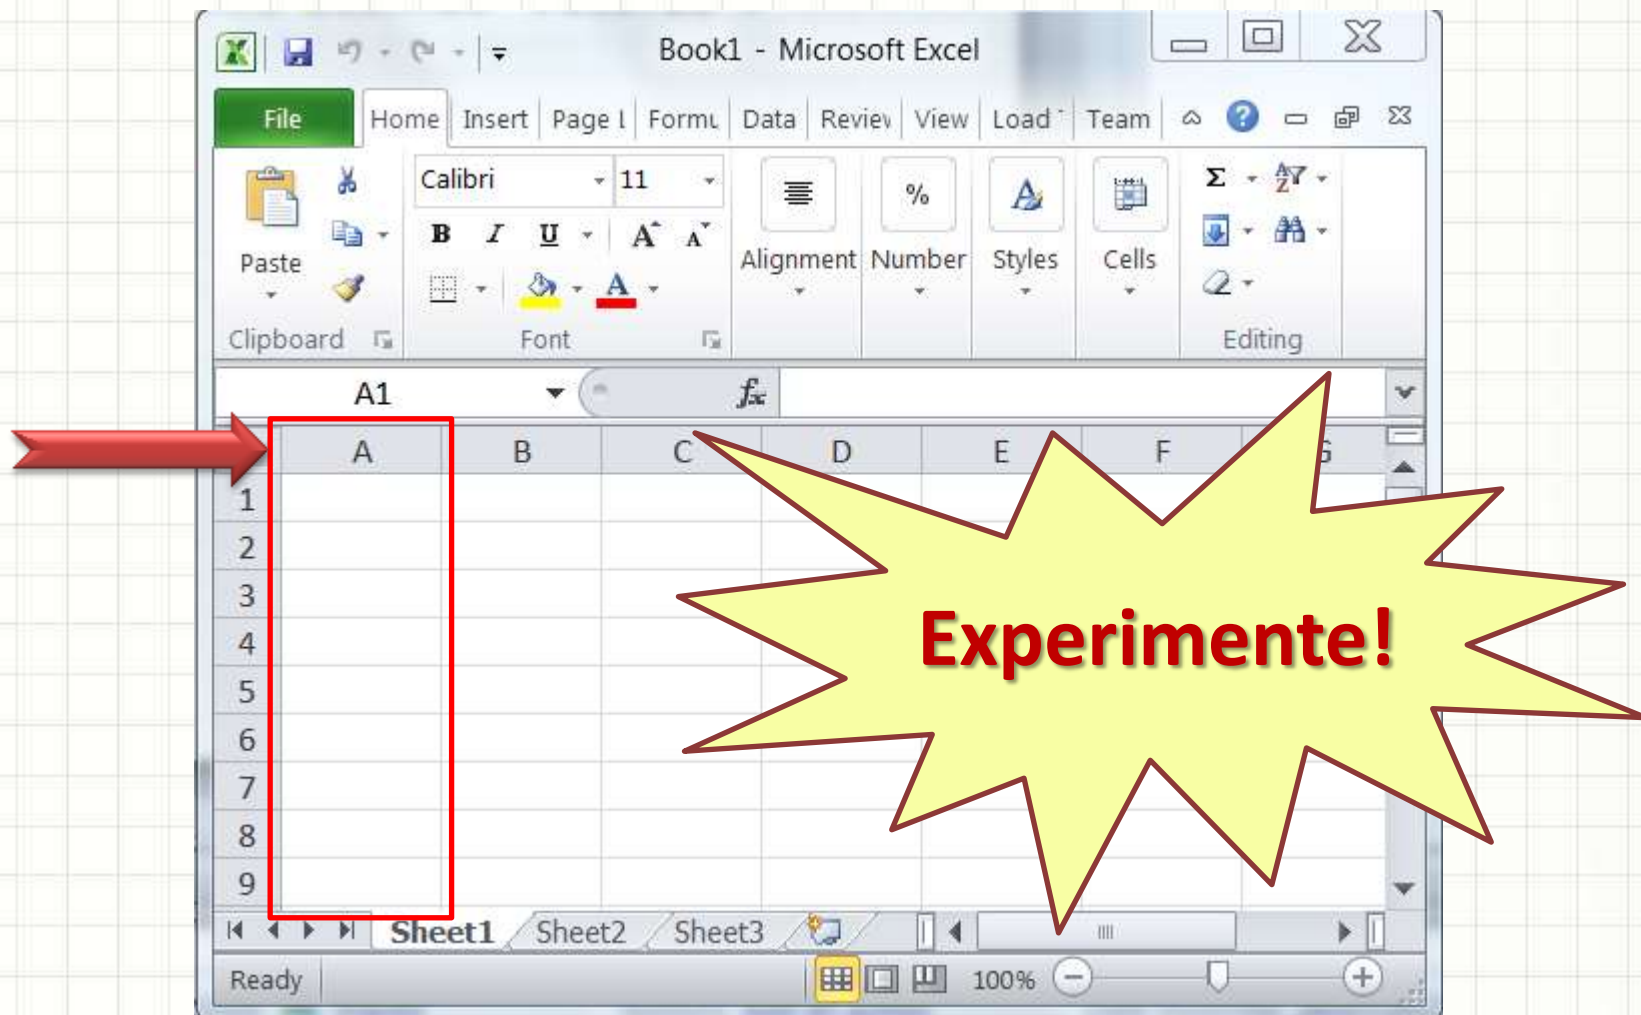 Book1 - Microsoft Excel
File Home Insert Page l Formu Data Review View Load Team
Calibri 11
B I U A A
%
Σ
A
Z
Paste
A
Alignment Number Styles Cells
Clipboard Font Editing
A1 fx
A B C D E F G
1
2
3
4
Experimente!
5
6
7
8
9
Sheet1 Sheet2 Sheet3
Ready 100%